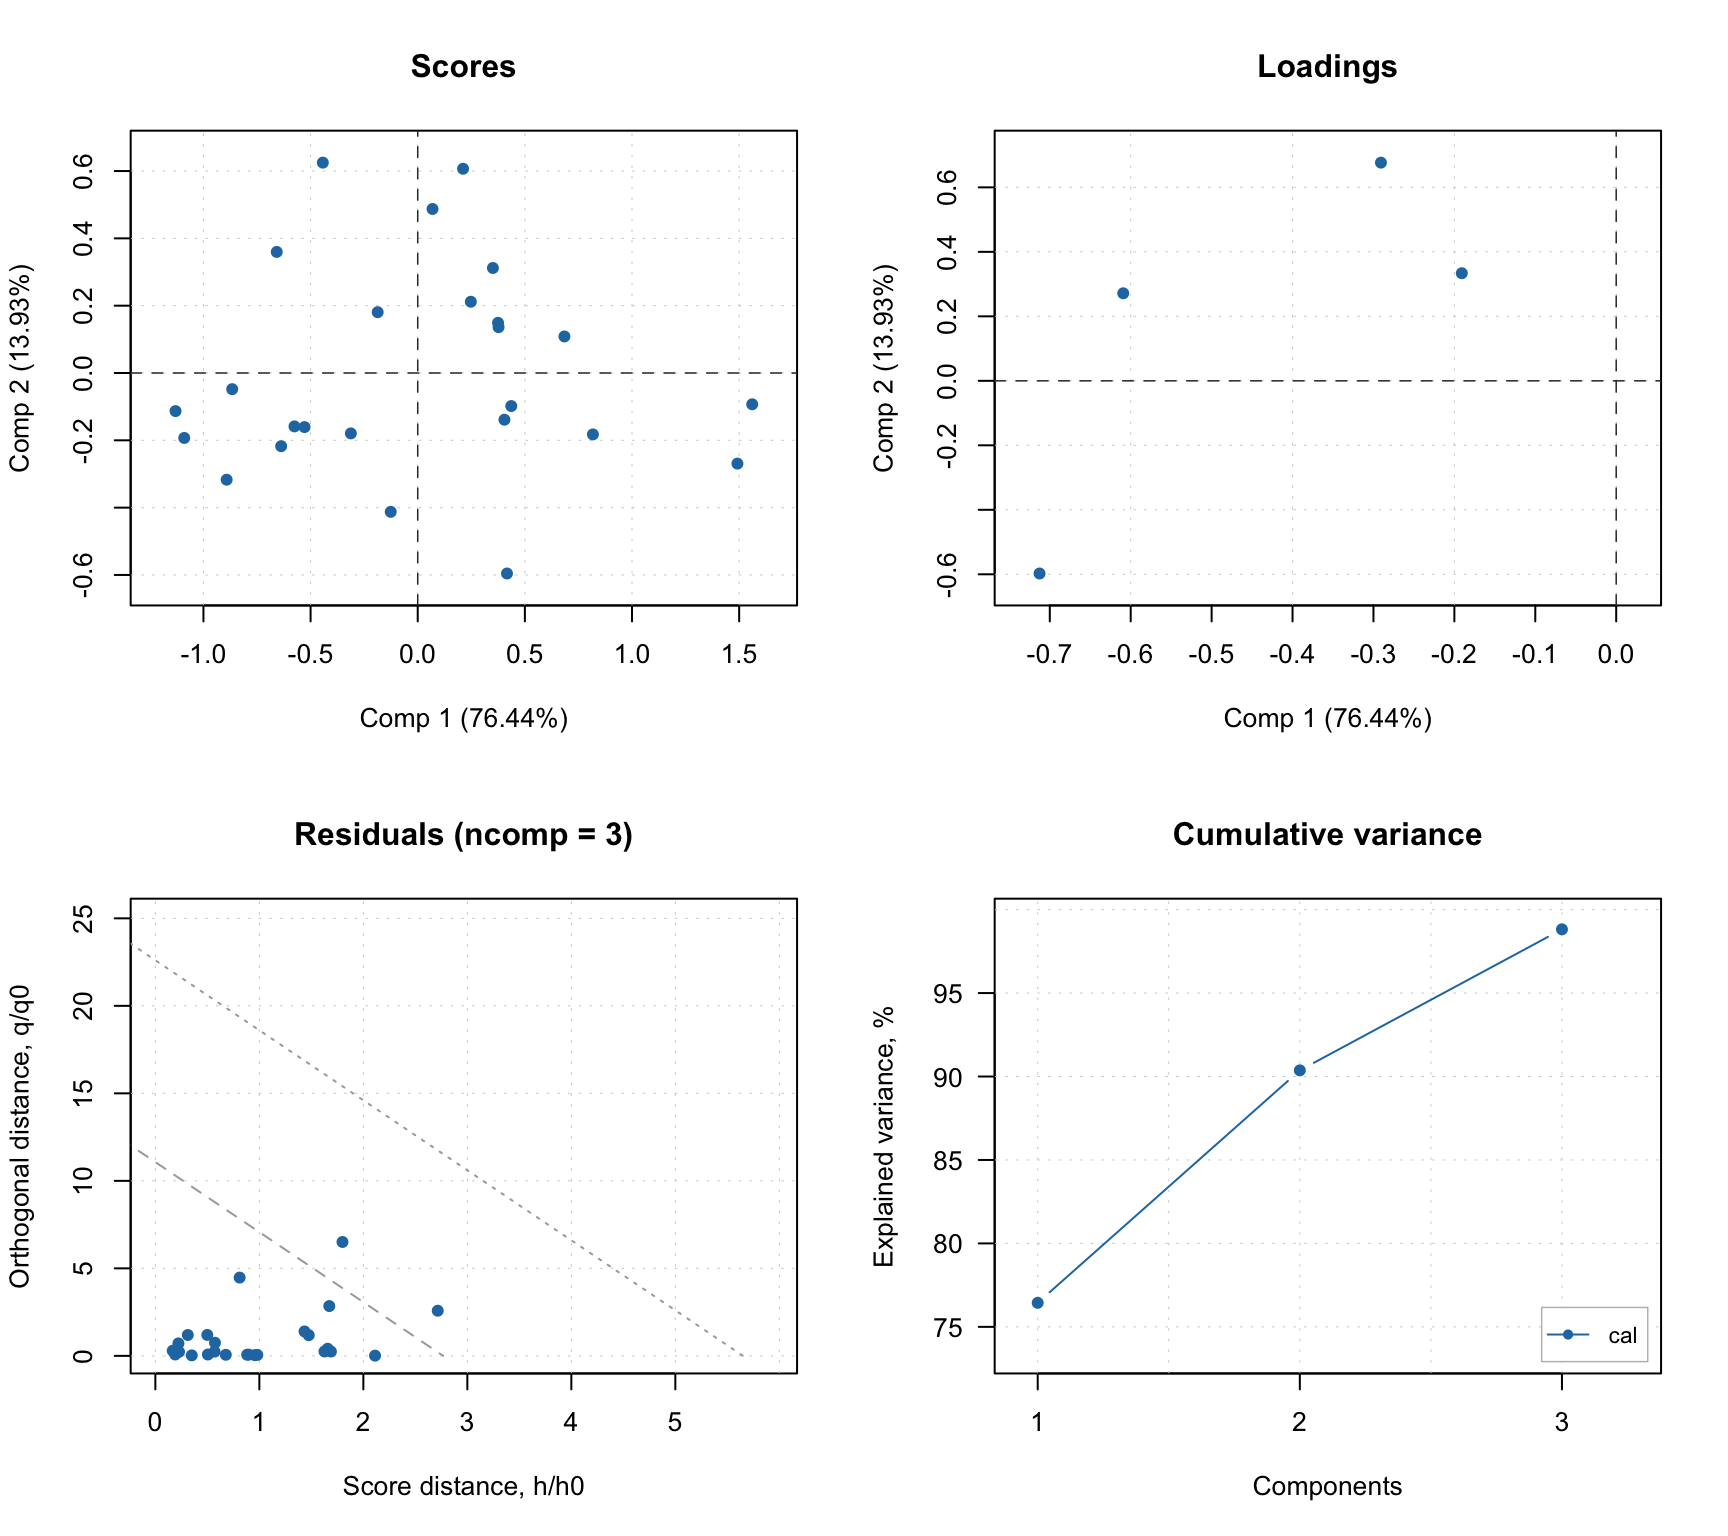 Scores
Comp 2 (13.93%)
0.6
0.4
0.2
0.0
-0.2
-0.6
-1.0 -0.5 0.0 0.5 1.0 1.5
Comp 1 (76.44%)
Loadings
Comp 2 (13.93%)
0.6
0.4
0.2
0.0
-0.2
-0.6
-0.7 -0.6 -0.5 -0.4 -0.3 -0.2 -0.1 0.0
Comp 1 (76.44%)
Residuals (ncomp = 3)
Orthogonal distance, q/q0
25
20
15
10
5
0
0 1 2 3 4 5
Score distance, h/h0
Cumulative variance
Explained variance, %
95
90
85
80
75
cal
1 2 3
Components